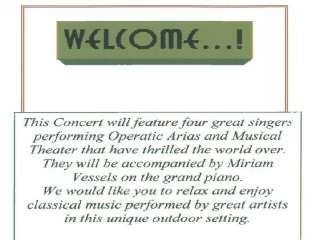 WELCOME...!
This Concert will feature four great singers
performing Operatic Arias and Musical
Theater that have thrilled the world over.
They will be accompanied by Miriam
Vessels on the grand piano.
We would like you to relax and enjoy
classical music performed by great artists
in this unique outdoor setting.